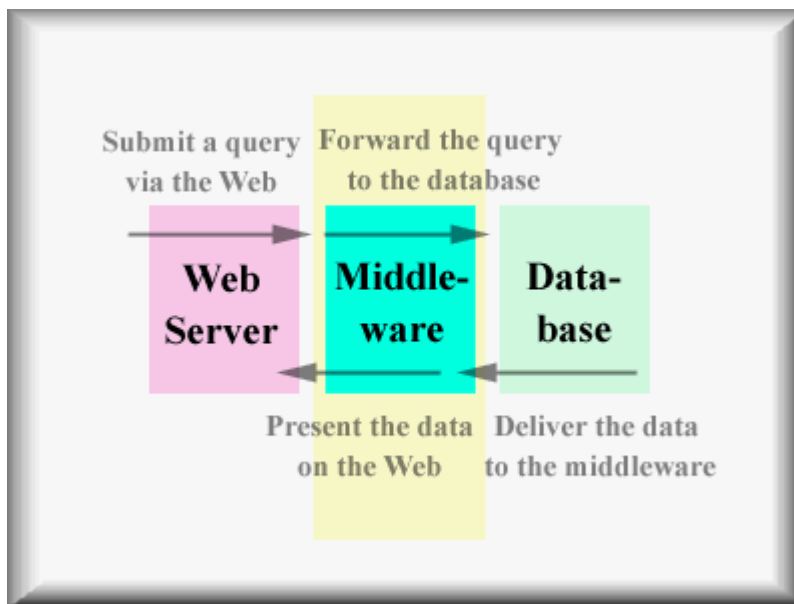 Submit a query
via the Web
Forward the query
to the database
Web
Server
Middle-
ware
Data-
base
Present the data
on the Web
Deliver the data
to the middleware